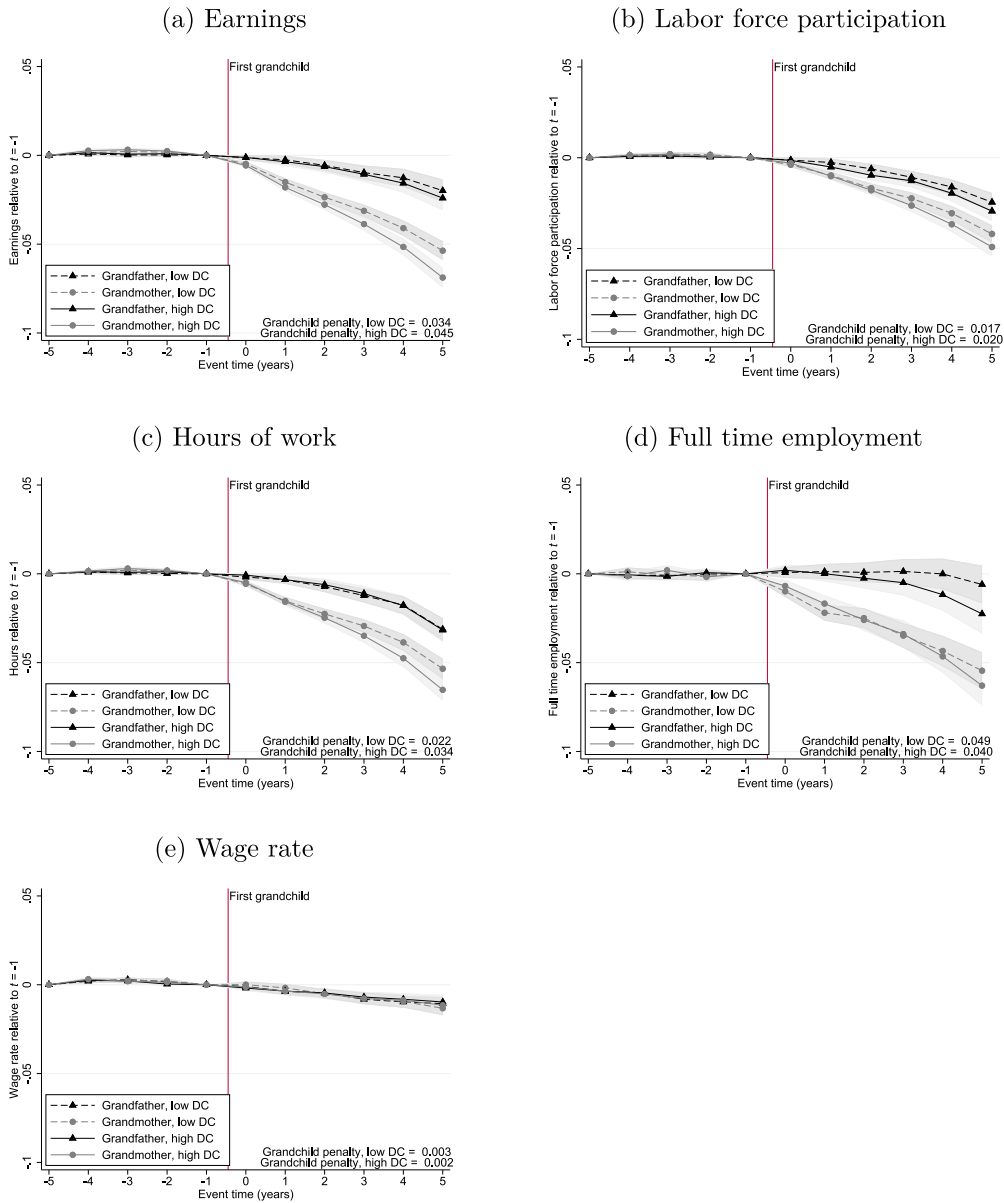 (a) Earnings
Earnings relative to t = -1
.05
0
-.05
-.1
First grandchild
Grandfather, low DC
Grandmother, low DC
Grandfather, high DC
Grandmother, high DC
Grandchild penalty, low DC = 0.034
Grandchild penalty, high DC = 0.045
-5 -4 -3 -2 -1 0 1 2 3 4 5
Event time (years)
(b) Labor force participation
Labor force participation relative to t = -1
.05
0
-.05
-.1
First grandchild
Grandfather, low DC
Grandmother, low DC
Grandfather, high DC
Grandmother, high DC
Grandchild penalty, low DC = 0.017
Grandchild penalty, high DC = 0.020
-5 -4 -3 -2 -1 0 1 2 3 4 5
Event time (years)
(c) Hours of work
Hours relative to t = -1
.05
0
-.05
-.1
First grandchild
Grandfather, low DC
Grandmother, low DC
Grandfather, high DC
Grandmother, high DC
Grandchild penalty, low DC = 0.022
Grandchild penalty, high DC = 0.034
-5 -4 -3 -2 -1 0 1 2 3 4 5
Event time (years)
(d) Full time employment
Full time employment relative to t = -1
.05
0
-.05
-.1
First grandchild
Grandfather, low DC
Grandmother, low DC
Grandfather, high DC
Grandmother, high DC
Grandchild penalty, low DC = 0.049
Grandchild penalty, high DC = 0.040
-5 -4 -3 -2 -1 0 1 2 3 4 5
Event time (years)
(e) Wage rate
Wage rate relative to t = -1
.05
0
-.05
-.1
First grandchild
Grandfather, low DC
Grandmother, low DC
Grandfather, high DC
Grandmother, high DC
Grandchild penalty, low DC = 0.003
Grandchild penalty, high DC = 0.002
-5 -4 -3 -2 -1 0 1 2 3 4 5
Event time (years)